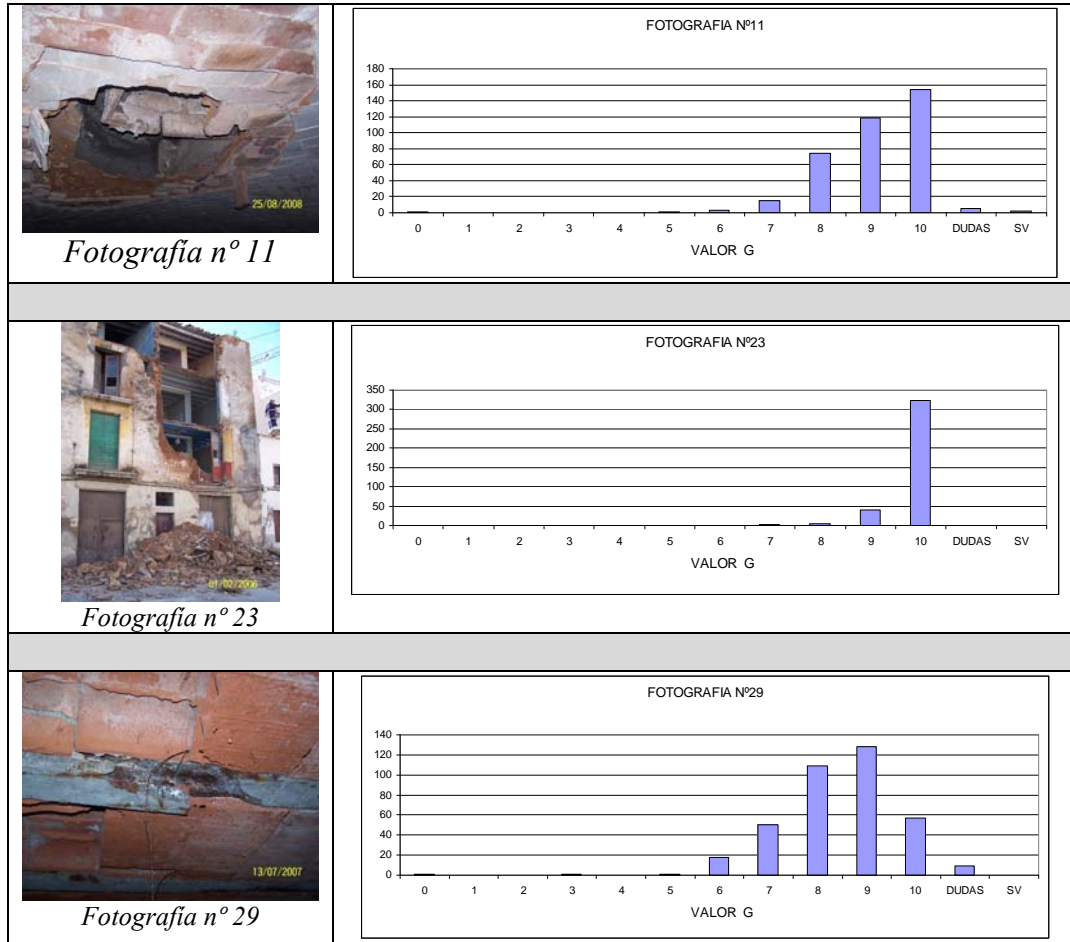 25/08/2008
Fotografía nº 11
FOTOGRAFIA Nº11
180
160
140
120
100
80
60
40
20
0
0 1 2 3 4 5 6 7 8 9 10 DUDAS SV
VALOR G
01/02/2006
Fotografía nº 23
FOTOGRAFIA Nº23
350
300
250
200
150
100
50
0
0 1 2 3 4 5 6 7 8 9 10 DUDAS SV
VALOR G
13/07/2007
Fotografía nº 29
FOTOGRAFIA Nº29
140
120
100
80
60
40
20
0
0 1 2 3 4 5 6 7 8 9 10 DUDAS SV
VALOR G